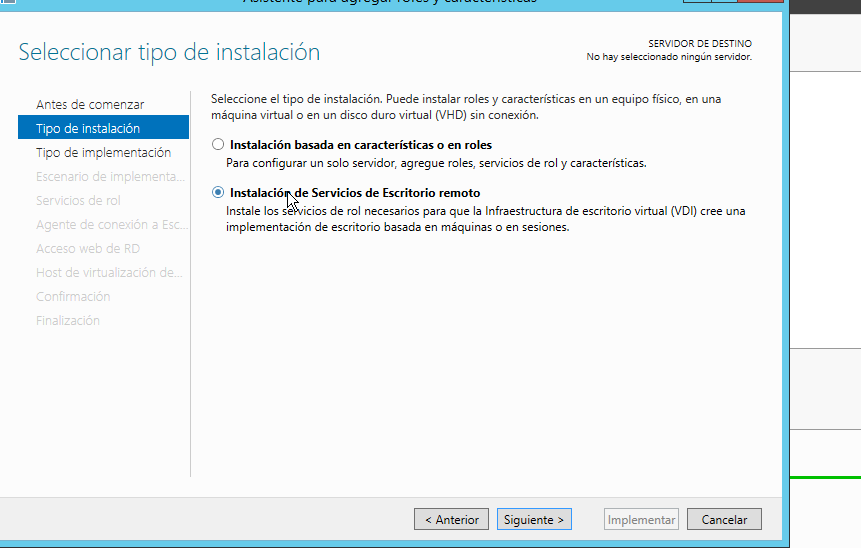 Asistente para agregar roles y características
Seleccionar tipo de instalación
SERVIDOR DE DESTINO
No hay seleccionado ningún servidor.
Antes de comenzar
Tipo de instalación
Tipo de implementación
Escenario de implementa...
Servicios de rol
Agente de conexión a Esc...
Acceso web de RD
Host de virtualización de...
Confirmación
Finalización
Seleccione el tipo de instalación. Puede instalar roles y características en un equipo físico, en una
máquina virtual o en un disco duro virtual (VHD) sin conexión.
Instalación basada en características o en roles
Para configurar un solo servidor, agregue roles, servicios de rol y características.
Instalación de Servicios de Escritorio remoto
Instale los servicios de rol necesarios para que la Infraestructura de escritorio virtual (VDI) cree una
implementación de escritorio basada en máquinas o en sesiones.
< Anterior
Siguiente >
Implementar
Cancelar